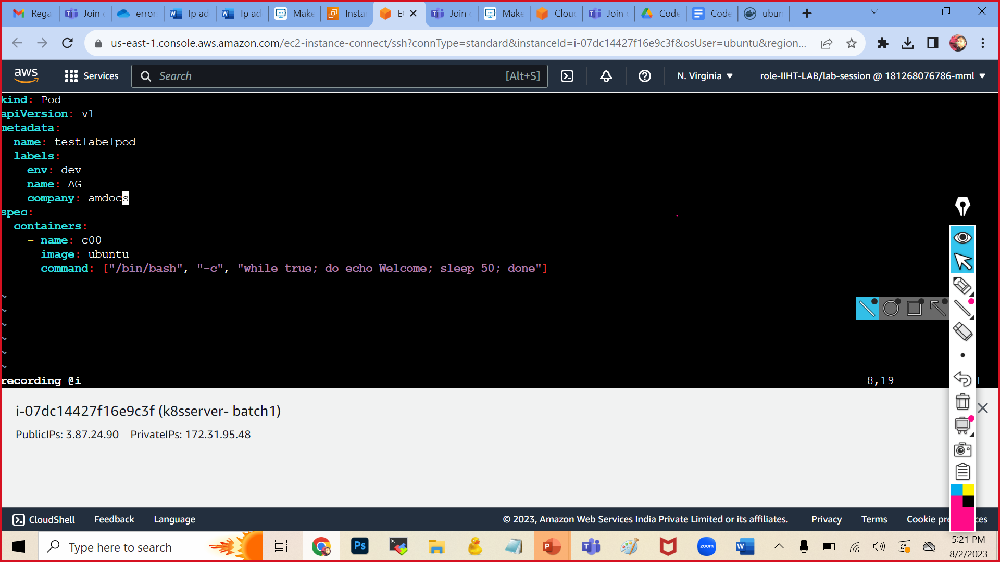 Rega
Join
error
Ip ad
Ip ad
Make
Insta
E
Join
Make
Clou
Join
Code
Code
ubun
us-east-1.console.aws.amazon.com/ec2-instance-connect/ssh?connType=standard&instanceId=i-07dc14427f16e9c3f&osUser=ubuntu&region...
aws
Services
Search
[Alt+S]
N. Virginia
role-IIHT-LAB/lab-session @ 181268076786-mml
kind: Pod
apiVersion: v1
metadata:
name: testlabelpod
labels:
env: dev
name: AG
company: amdocs
spec:
containers:
- name: c00
image: ubuntu
command: ["/bin/bash", "-c", "while true; do echo Welcome; sleep 50; done"]
~
~
~
~
~
~
recording @i
8,19
i-07dc14427f16e9c3f (k8sserver- batch1)
PublicIPs: 3.87.24.90 PrivateIPs: 172.31.95.48
CloudShell Feedback Language
© 2023, Amazon Web Services India Private Limited or its affiliates. Privacy Terms Cookie pre ces
Type here to search
Ps
P
T
zoom
W
5:21 PM
8/2/2023